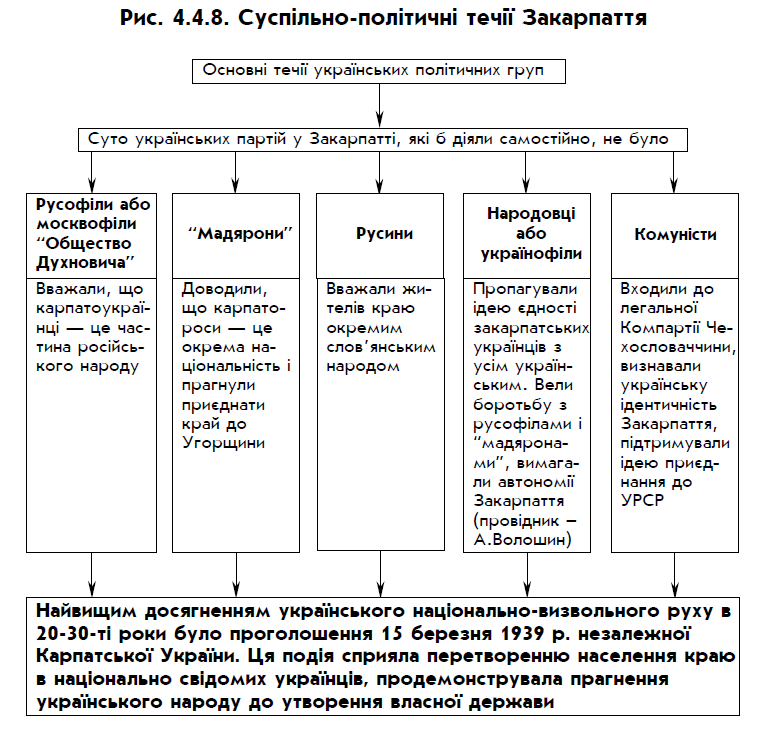 Рис. 4.4.8. Суспільно-політичні течії Закарпаття
Основні течії українських політичних груп
Суто українських партій у Закарпатті, які б діяли самостійно, не було
Русофіли або
москвофіли
“Общество
Духновича”
Вважали, що
карпатоукраї-
нці — це час-
тина російсь-
кого народу
“Мадярони”
Доводили,
що карпато-
роси — це
окрема на-
ціональність і
прагнули
приєднати
край до
Угорщини
Русини
Вважали жи-
телів краю
окремим
слов’янським
народом
Народовці
або
українофіли
Пропагували
ідею єдності
закарпатських
українців з
усім україн-
ським. Вели
боротьбу з
русофілами і
“мадярона-
ми”, вимага-
ли автономії
Закарпаття
(провідник –
А.Волошин)
Комуністи
Входили до
легальної
Компартії Че-
хословаччини,
визнавали
українську
ідентичність
Закарпаття,
підтримували
ідею приєд-
нання до
УРСР
Найвищим досягненням українського національно-визвольного руху в
20-30-ті роки було проголошення 15 березня 1939 р. незалежної
Карпатської України. Ця подія сприяла перетворенню населення краю
в національно свідомих українців, продемонструвала прагнення
українського народу до утворення власної держави